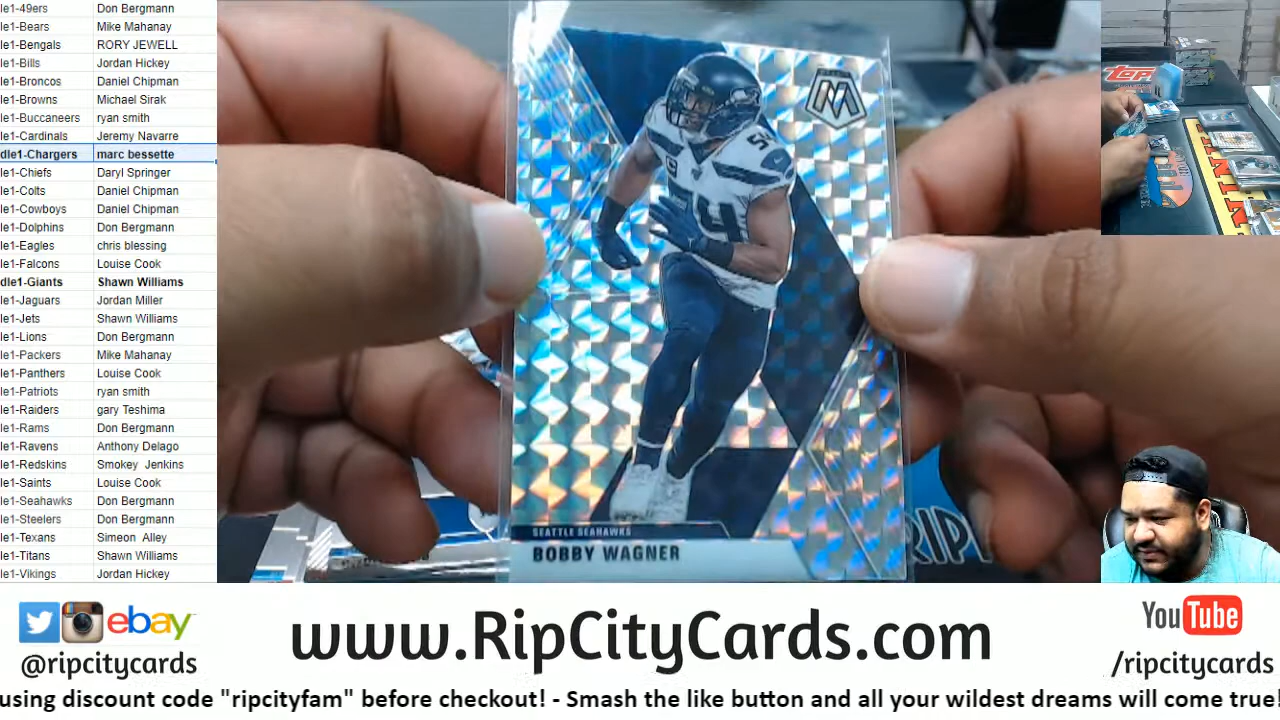 le1-49ers Don Bergmann
le1-Bears Mike Mahanay
le1-Bengals RORY JEWELL
le1-Bills Jordan Hickey
le1-Broncos Daniel Chipman
le1-Browns Michael Sirak
le1-Buccaneers ryan smith
le1-Cardinals Jeremy Navarre
dle1-Chargers marc bessette
le1-Chiefs Daryl Springer
le1-Colts Daniel Chipman
le1-Cowboys Daniel Chipman
le1-Dolphins Don Bergmann
le1-Eagles chris blessing
le1-Falcons Louise Cook
dle1-Giants Shawn Williams
le1-Jaguars Jordan Miller
le1-Jets Shawn Williams
le1-Lions Don Bergmann
le1-Packers Mike Mahanay
le1-Panthers Louise Cook
le1-Patriots ryan smith
le1-Raiders gary Teshima
le1-Rams Don Bergmann
le1-Ravens Anthony Delago
le1-Redskins Smokey Jenkins
le1-Saints Louise Cook
le1-Seahawks Don Bergmann
le1-Steelers Don Bergmann
le1-Texans Simeon Alley
le1-Titans Shawn Williams
le1-Vikings Jordan Hickey
M
54
54
SEATTLE SEAHAWKS
BOBBY WAGNER
RIP
TOP
ebay
@ripcitycards
www.RipCityCards.com
YouTube
/ripcitycards
using discount code "ripcityfam" before checkout! - Smash the like button and all your wildest dreams will come true!